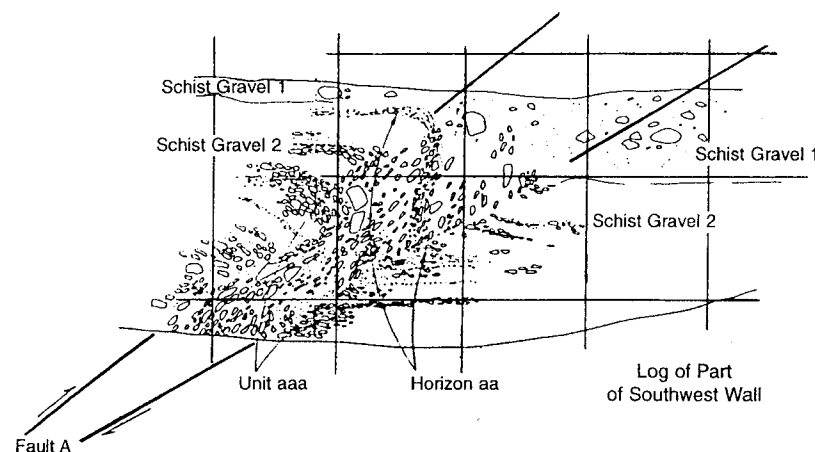 Schist Gravel 1
Schist Gravel 2
Schist Gravel 1
Schist Gravel 2
Unit aaa
Horizon aa
Log of Part
of Southwest Wall
Fault A